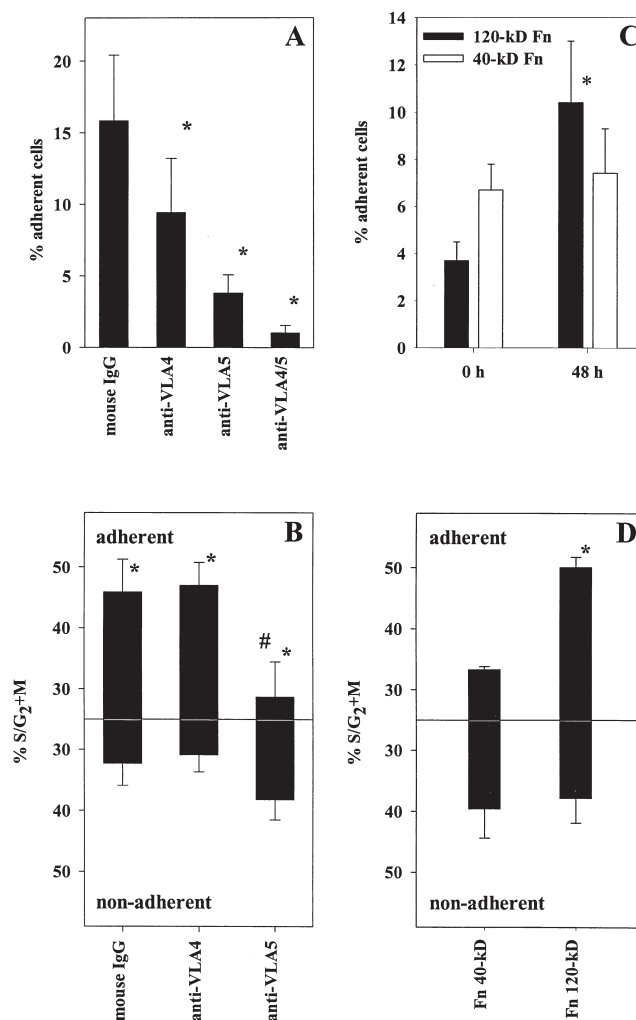 A
% adherent cells
20
15
10
5
0
*
*
*
mouse IgG
anti-VLA4
anti-VLA5
anti-VLA4/5
C
120-kD Fn
40-kD Fn
% adherent cells
14
12
10
8
6
4
2
0
*
0 h
48 h
B
adherent
% S/G2+M
50
40
30
30
40
50
*
*
# *
non-adherent
mouse IgG
anti-VLA4
anti-VLA5
D
adherent
% S/G2+M
50
40
30
30
40
50
*
non-adherent
Fn 40-kD
Fn 120-kD